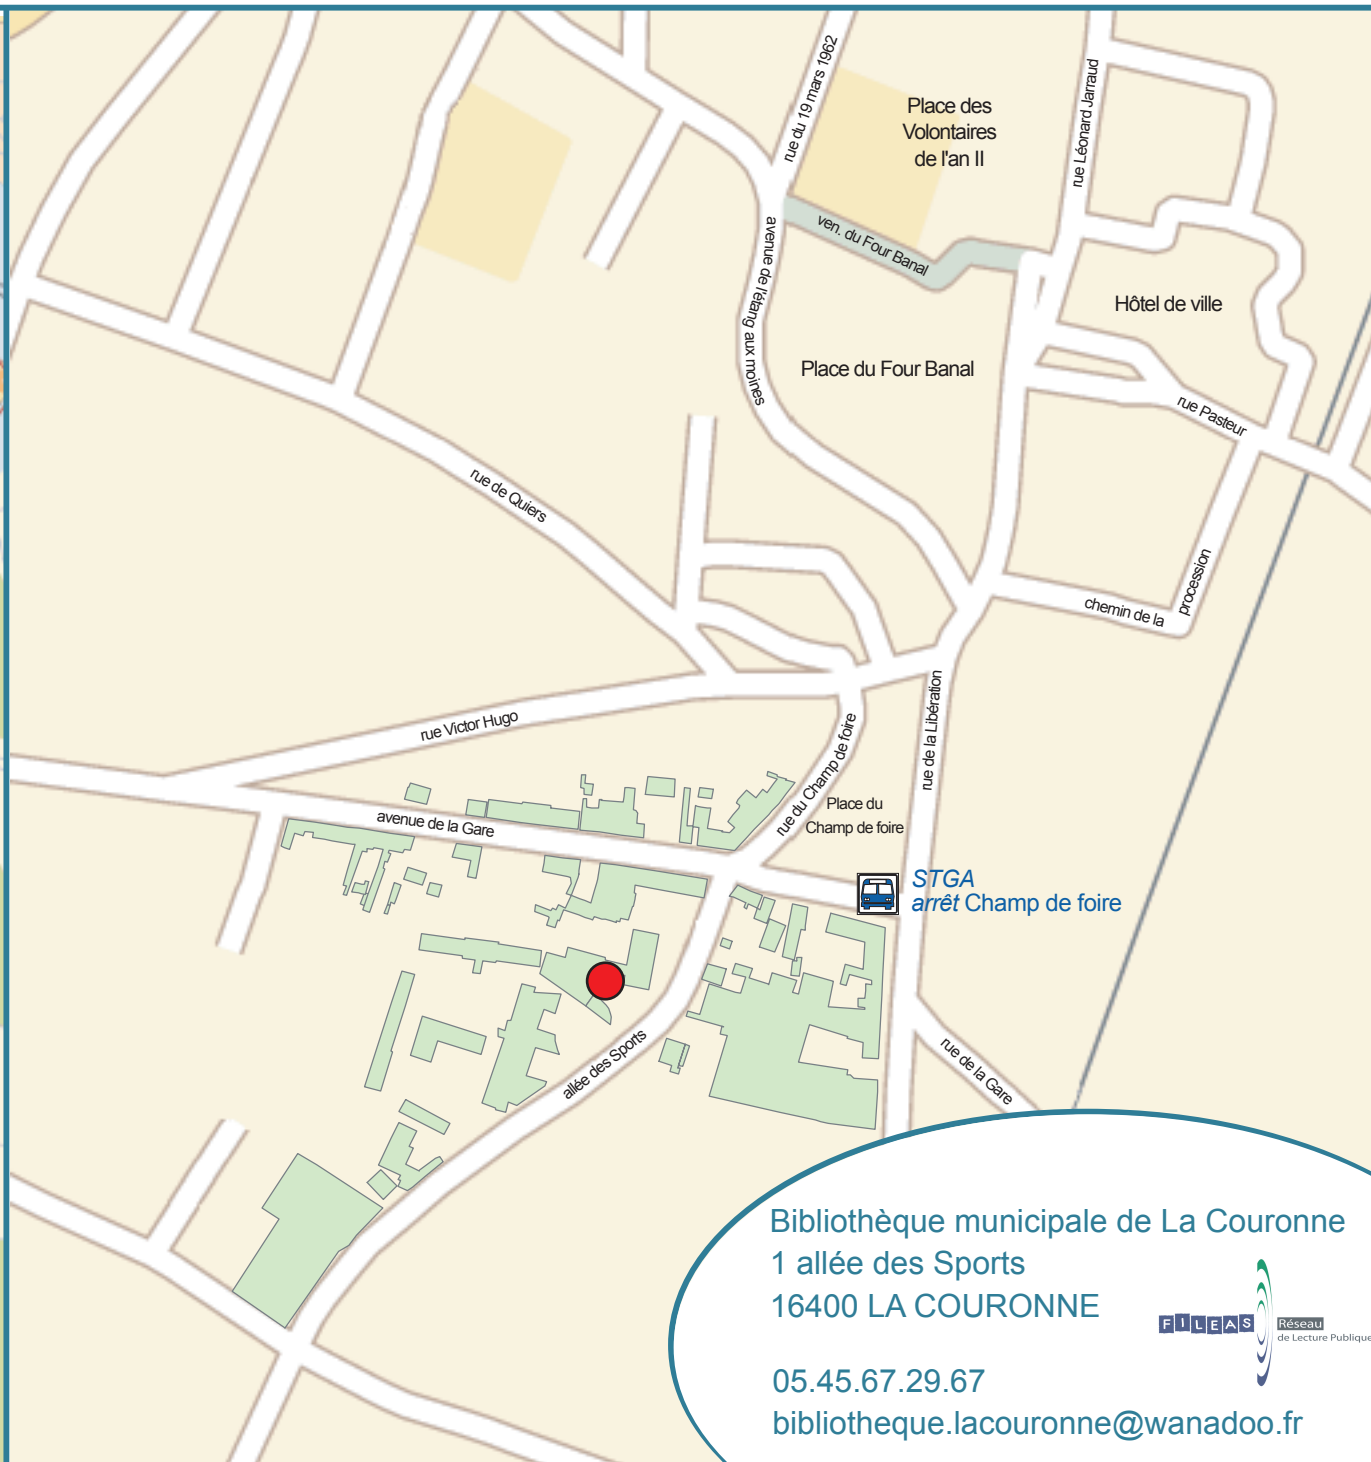 rue du 19 mars 1962
Place des
Volontaires
de l'an II
rue Léonard Jarraud
ven. du Four Banal
avenue de l'étang aux moines
Hôtel de ville
Place du Four Banal
rue Pasteur
rue de Quiers
chemin de la
procession
rue Victor Hugo
rue de la Libération
rue du Champ de foire
Place du
Champ de foire
avenue de la Gare
STGA
arrêt Champ de foire
allée des Sports
rue de la Gare
Bibliothèque municipale de La Couronne
1 allée des Sports
16400 LA COURONNE
FILEAS
Réseau
de Lecture Publique
05.45.67.29.67
bibliotheque.lacouronne@wanadoo.fr